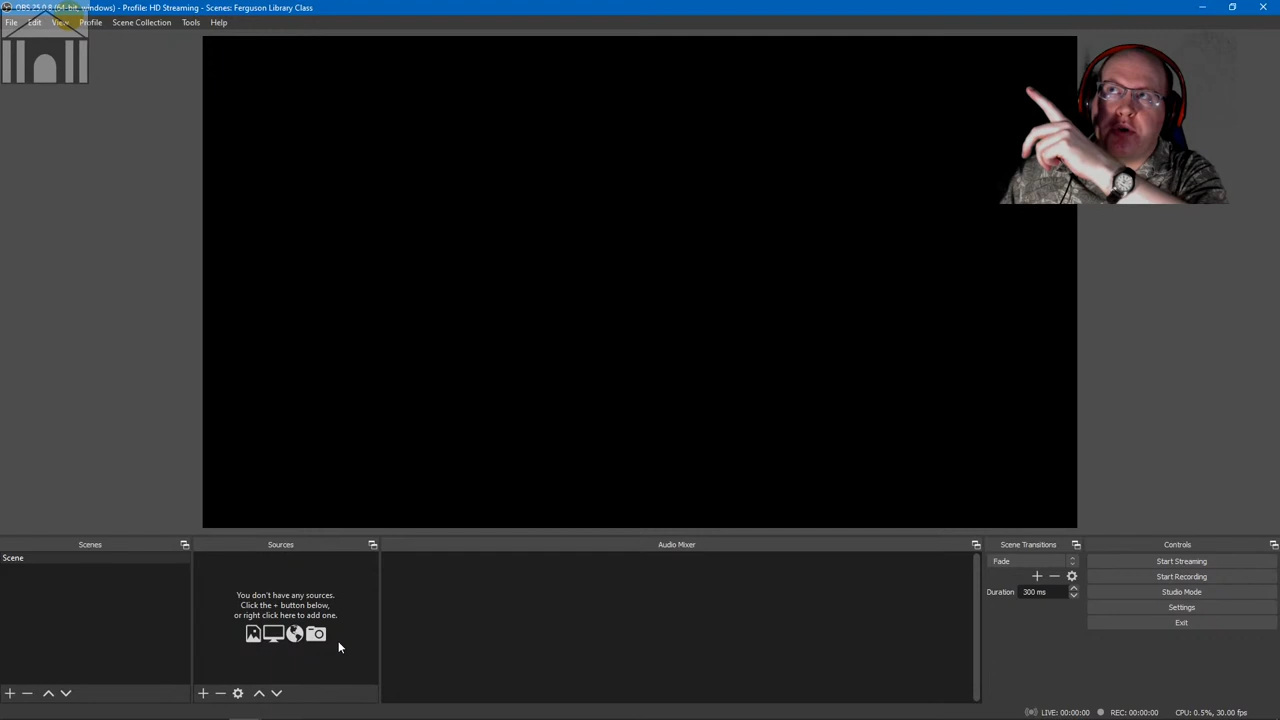 OBS 25.0.8 (64-bit, windows) - Profile: HD Streaming - Scenes: Ferguson Library Class
File Edit View Profile Scene Collection Tools Help
Scenes
Sources
Audio Mixer
Scene Transitions
Controls
Scene
You don't have any sources.
Click the + button below,
or right click here to add one.
Fade
Duration 300 ms
Start Streaming
Start Recording
Studio Mode
Settings
Exit
LIVE: 00:00:00 REC: 00:00:00 CPU: 0.5%, 30.00 fps